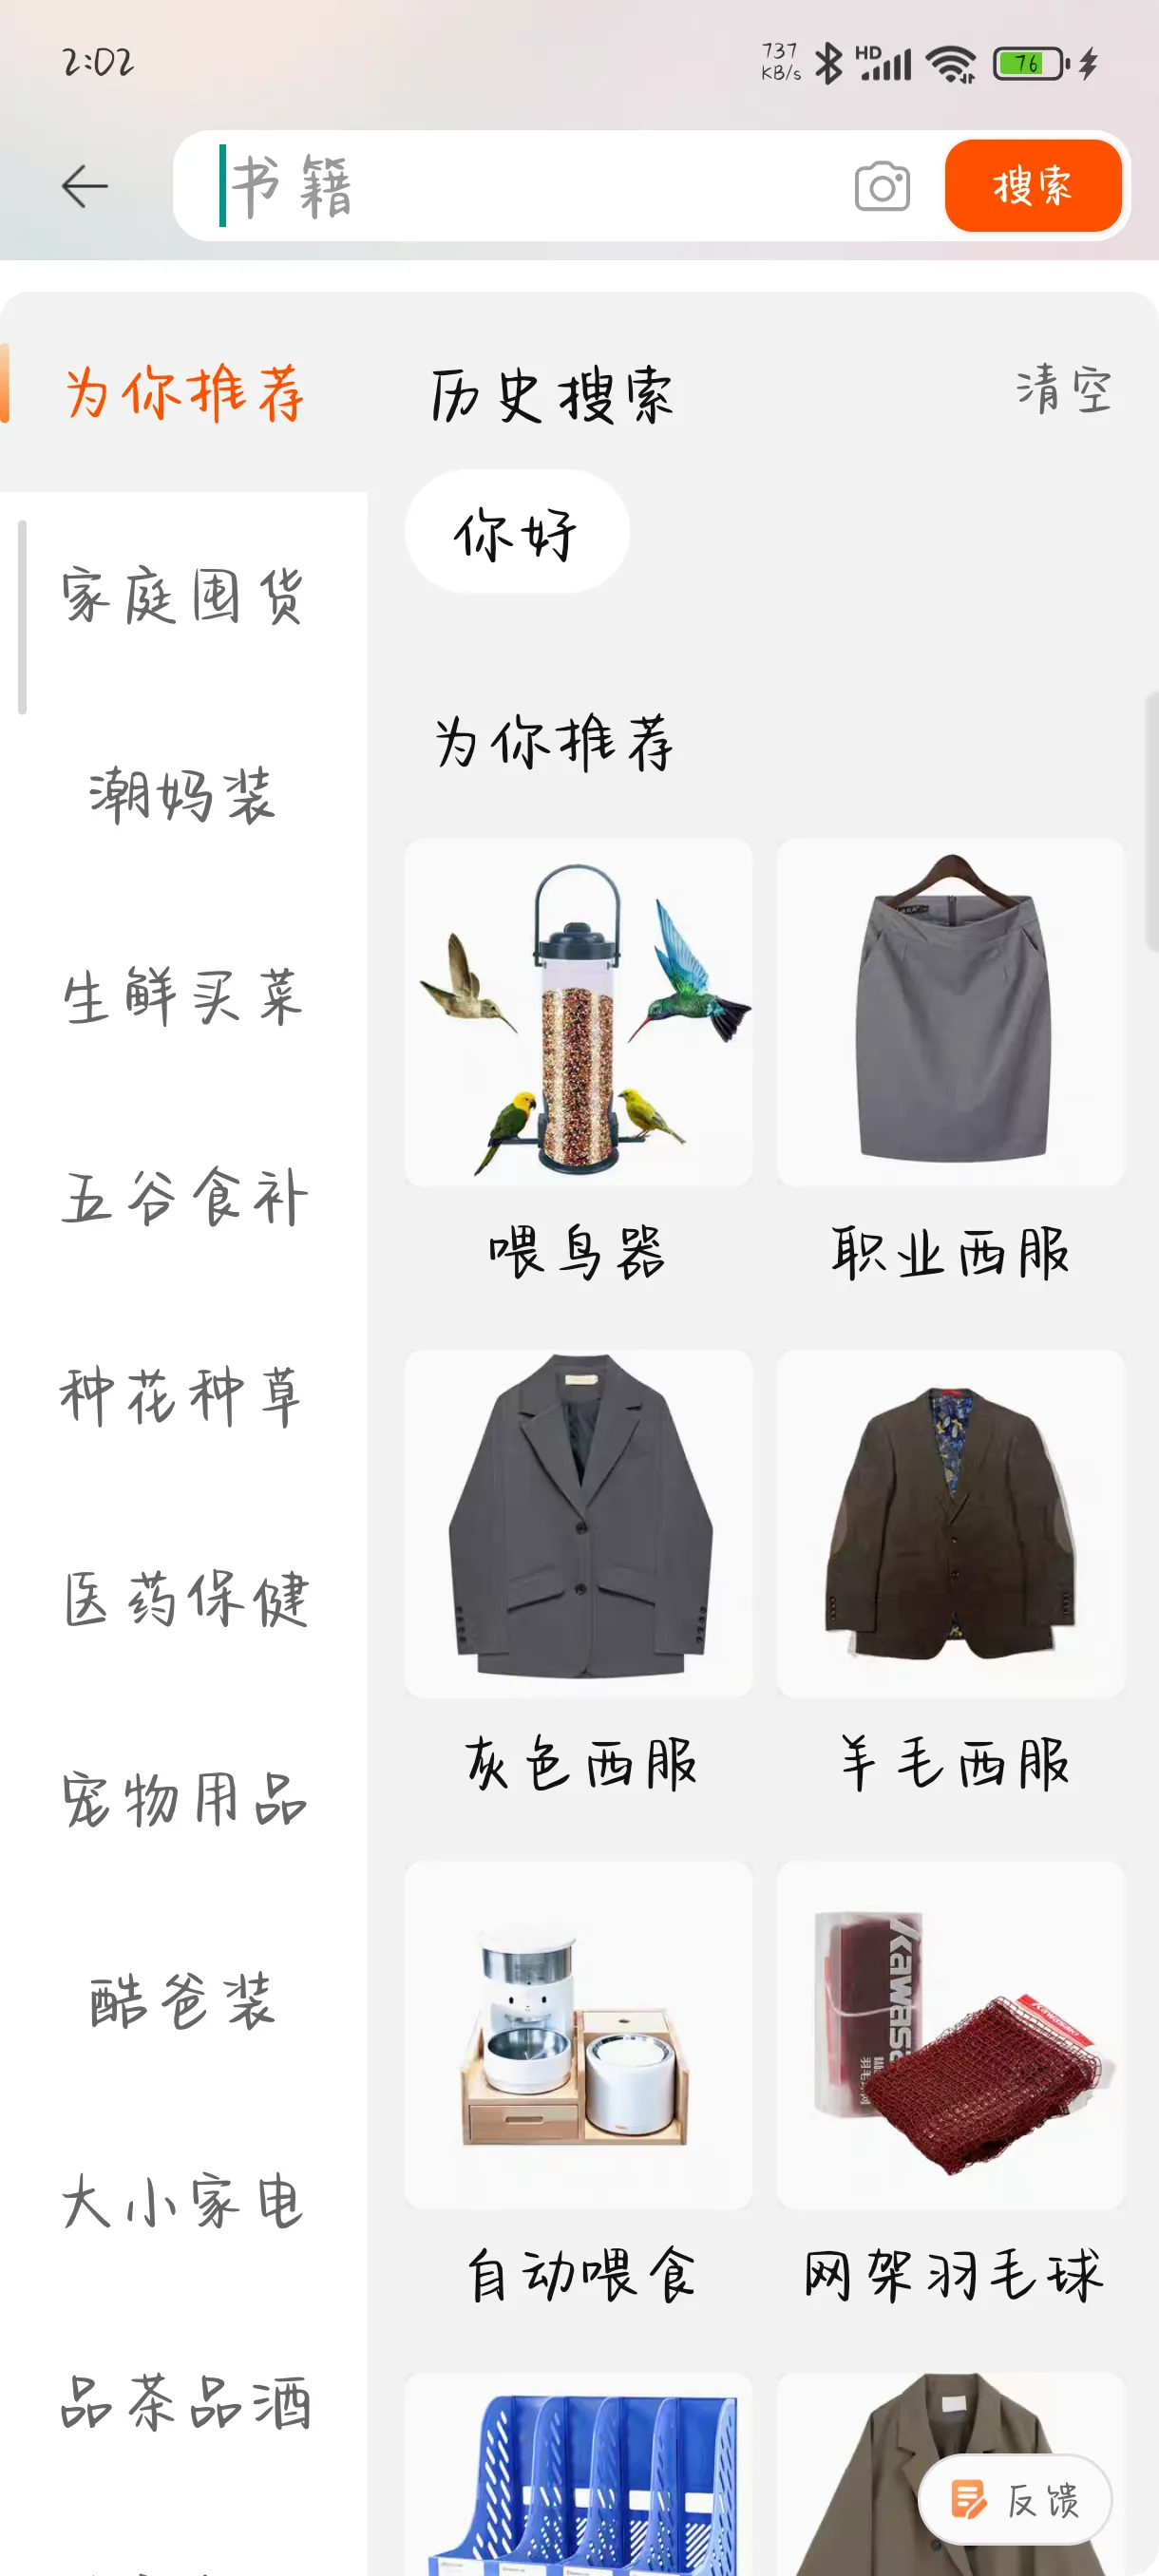 2:02
737
KB/s
HD
76
书籍
搜索
为你推荐
历史搜索
清空
你好
家庭囤货
潮妈装
生鲜买菜
五谷食补
种花种草
医药保健
宠物用品
酷爸装
大小家电
品茶品酒
为你推荐
喂鸟器
职业西服
灰色西服
羊毛西服
自动喂食
网架羽毛球
反馈